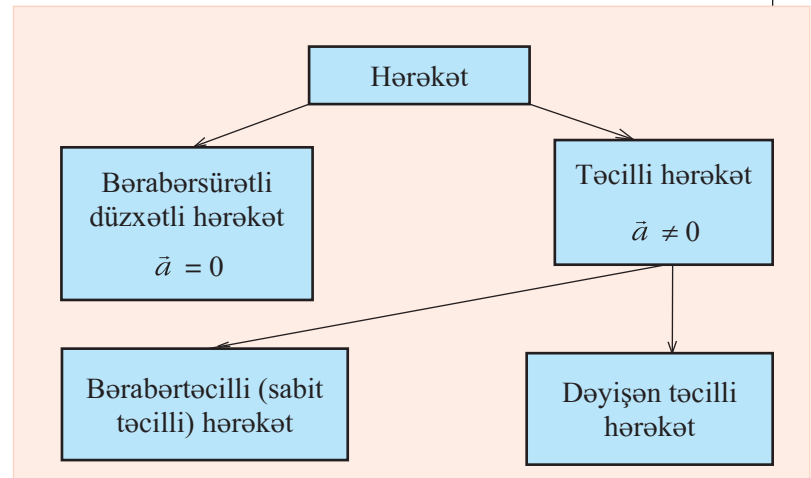 Hərəkət
Bərabərsürətli
düzxətli hərəkət
a⃗ = 0
Təcilli hərəkət
a⃗ ≠ 0
Bərabərtəcilli (sabit
təcilli) hərəkət
Dəyişən təcilli
hərəkət